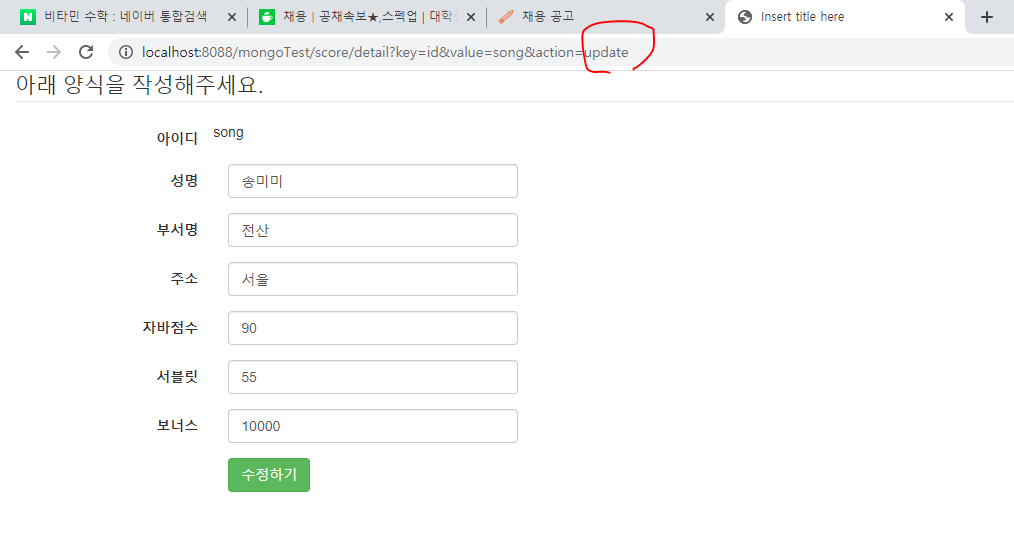 비타민 수학 : 네이버 통합검색
채용 | 공채속보★,스펙업 | 대학
채용 공고
Insert title here
localhost:8088/mongoTest/score/detail?key=id&value=song&action=update
아래 양식을 작성해주세요.
아이디 song
성명 송미미
부서명 전산
주소 서울
자바점수 90
서블릿 55
보너스 10000
수정하기